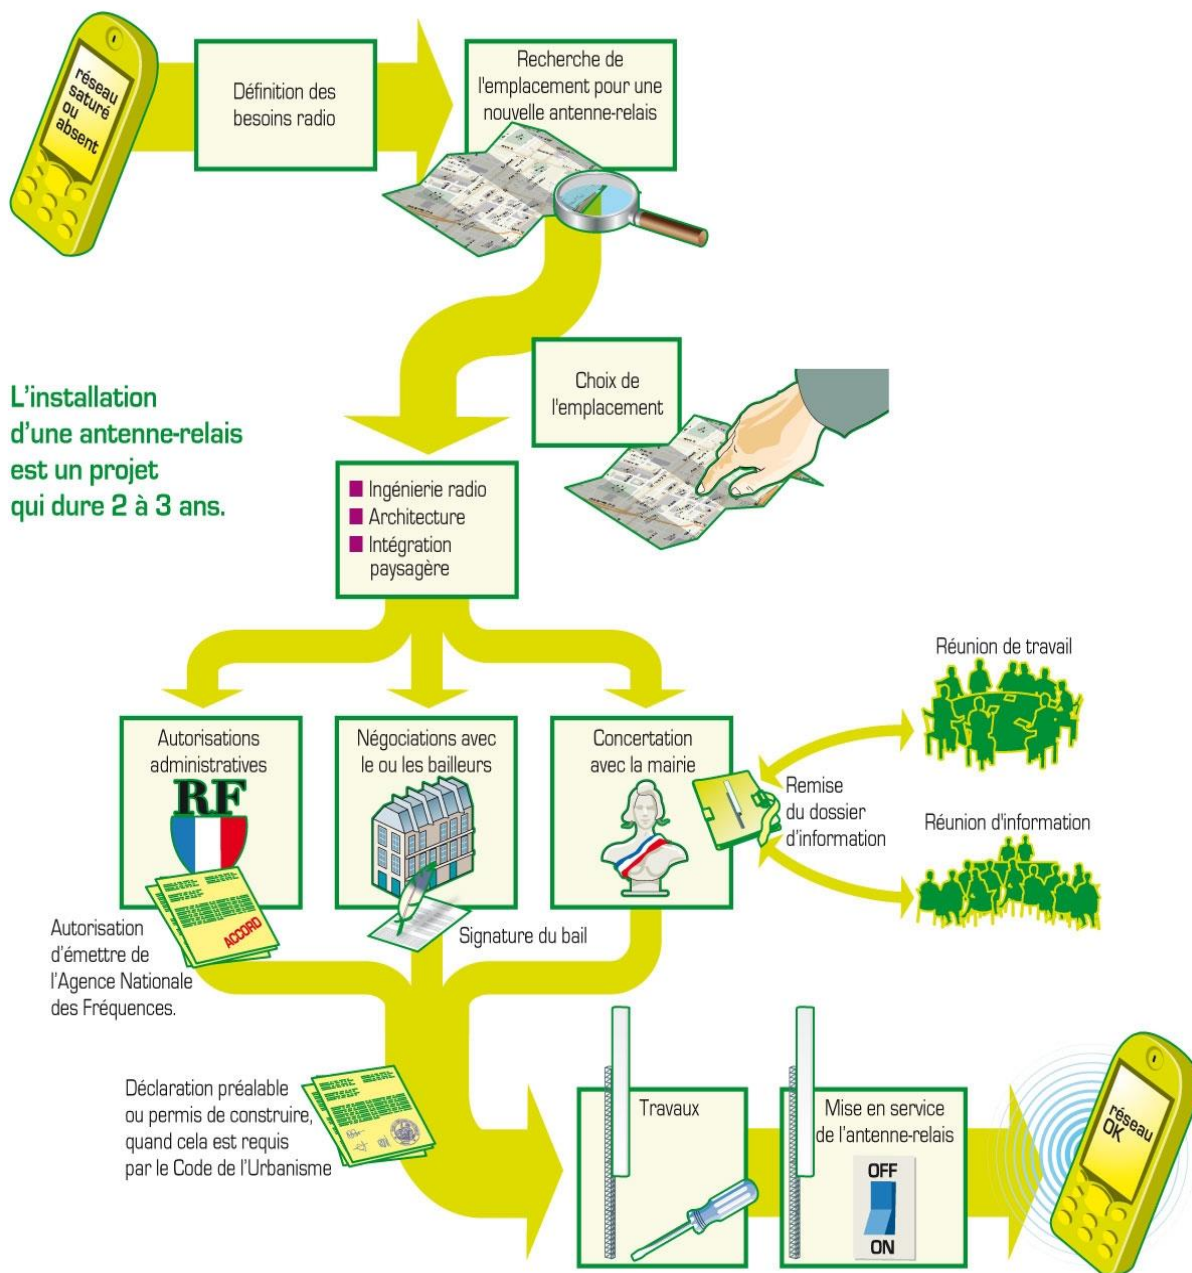 réseau
saturé
ou
absent
Définition des
besoins radio
Recherche de
l'emplacement pour une
nouvelle antenne-relais
Choix de
l'emplacement
L'installation
d'une antenne-relais
est un projet
qui dure 2 à 3 ans.
Ingénierie radio
Architecture
Intégration
paysagère
Autorisations
administratives
RF
ACCORD
Autorisation
d'émettre de
l'Agence Nationale
des Fréquences.
Négociations avec
le ou les bailleurs
Signature du bail
Concertation
avec la mairie
Remise
du dossier
d'information
Réunion de travail
Réunion d'information
Déclaration préalable
ou permis de construire,
quand cela est requis
par le Code de l'Urbanisme
Travaux
Mise en service
de l'antenne-relais
OFF
ON
réseau
OK